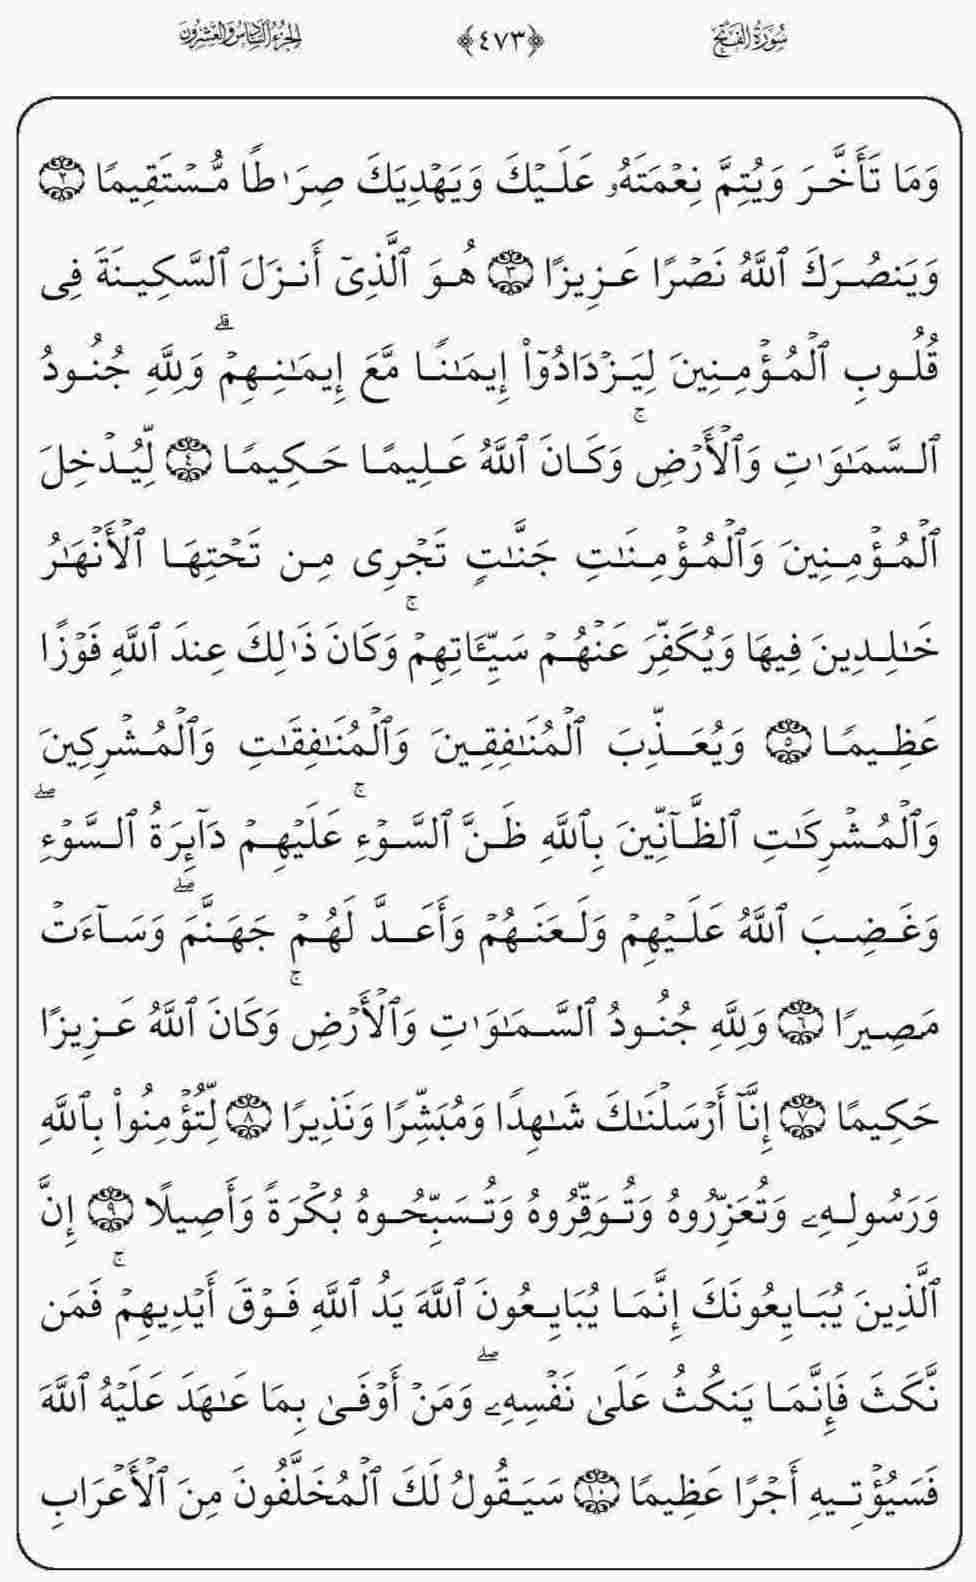 سُورَةُ الفَتْحِ ﴿٤٧٣﴾ الجُزْءُ السَّادِسُ وَالعِشْرُونَ
وَمَا تَأَخَّرَ وَيُتِمَّ نِعْمَتَهُۥ عَلَيْكَ وَيَهْدِيَكَ صِرَٰطًا مُّسْتَقِيمًا ٢
وَيَنصُرَكَ ٱللَّهُ نَصْرًا عَزِيزًا ٣ هُوَ ٱلَّذِىٓ أَنزَلَ ٱلسَّكِينَةَ فِى
قُلُوبِ ٱلْمُؤْمِنِينَ لِيَزْدَادُوٓا۟ إِيمَٰنًا مَّعَ إِيمَٰنِهِمْ ۗ وَلِلَّهِ جُنُودُ
ٱلسَّمَٰوَٰتِ وَٱلْأَرْضِ ۚ وَكَانَ ٱللَّهُ عَلِيمًا حَكِيمًا ٤ لِّيُدْخِلَ
ٱلْمُؤْمِنِينَ وَٱلْمُؤْمِنَٰتِ جَنَّٰتٍ تَجْرِى مِن تَحْتِهَا ٱلْأَنْهَٰرُ
خَٰلِدِينَ فِيهَا وَيُكَفِّرَ عَنْهُمْ سَيِّـَٔاتِهِمْ ۚ وَكَانَ ذَٰلِكَ عِندَ ٱللَّهِ فَوْزًا
عَظِيمًا ٥ وَيُعَذِّبَ ٱلْمُنَٰفِقِينَ وَٱلْمُنَٰفِقَٰتِ وَٱلْمُشْرِكِينَ
وَٱلْمُشْرِكَٰتِ ٱلظَّآنِّينَ بِٱللَّهِ ظَنَّ ٱلسَّوْءِ ۚ عَلَيْهِمْ دَآئِرَةُ ٱلسَّوْءِ ۖ
وَغَضِبَ ٱللَّهُ عَلَيْهِمْ وَلَعَنَهُمْ وَأَعَدَّ لَهُمْ جَهَنَّمَ ۖ وَسَآءَتْ
مَصِيرًا ٦ وَلِلَّهِ جُنُودُ ٱلسَّمَٰوَٰتِ وَٱلْأَرْضِ ۚ وَكَانَ ٱللَّهُ عَزِيزًا
حَكِيمًا ٧ إِنَّآ أَرْسَلْنَٰكَ شَٰهِدًا وَمُبَشِّرًا وَنَذِيرًا ٨ لِّتُؤْمِنُوا۟ بِٱللَّهِ
وَرَسُولِهِۦ وَتُعَزِّرُوهُ وَتُوَقِّرُوهُ وَتُسَبِّحُوهُ بُكْرَةً وَأَصِيلًا ٩ إِنَّ
ٱلَّذِينَ يُبَايِعُونَكَ إِنَّمَا يُبَايِعُونَ ٱللَّهَ يَدُ ٱللَّهِ فَوْقَ أَيْدِيهِمْ ۚ فَمَن
نَّكَثَ فَإِنَّمَا يَنكُثُ عَلَىٰ نَفْسِهِۦ ۖ وَمَنْ أَوْفَىٰ بِمَا عَٰهَدَ عَلَيْهُ ٱللَّهَ
فَسَيُؤْتِيهِ أَجْرًا عَظِيمًا ١٠ سَيَقُولُ لَكَ ٱلْمُخَلَّفُونَ مِنَ ٱلْأَعْرَابِ